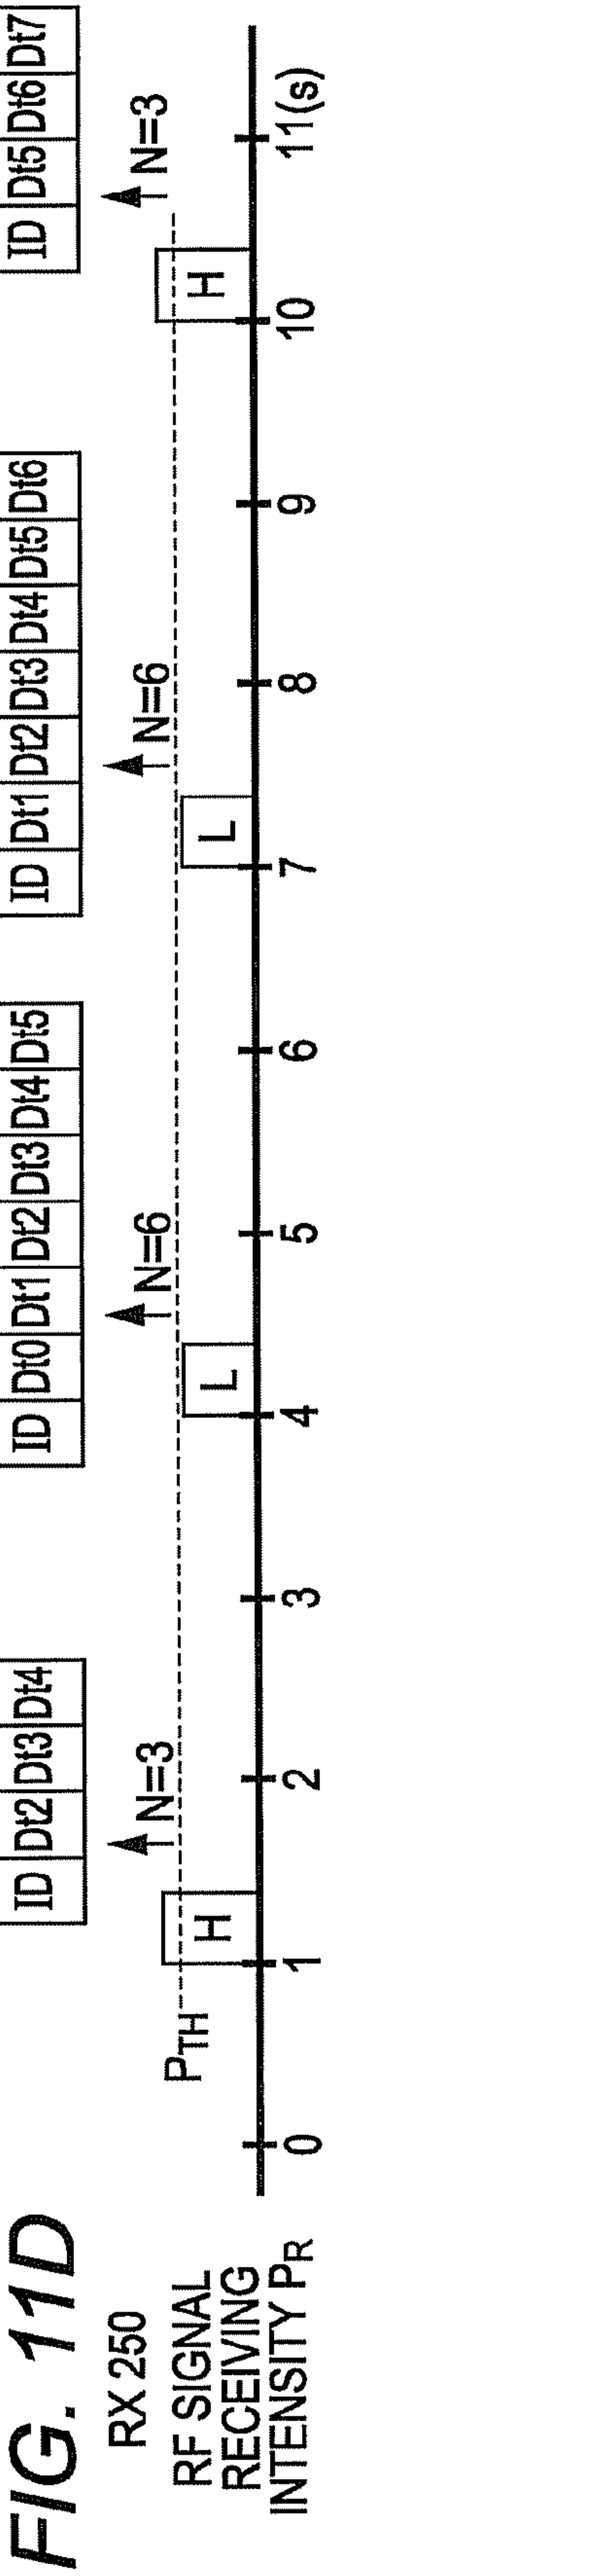 FIG. 11D
ID Dt2 Dt3 Dt4
ID Dt0 Dt1 Dt2 Dt3 Dt4 Dt5
ID Dt1 Dt2 Dt3 Dt4 Dt5 Dt6
ID Dt5 Dt6 Dt7
RX 250
N=3
N=6
N=6
N=3
RF SIGNAL
RECEIVING
INTENSITY PR
PTH
H
L
L
H
0 1 2 3 4 5 6 7 8 9 10 11(s)